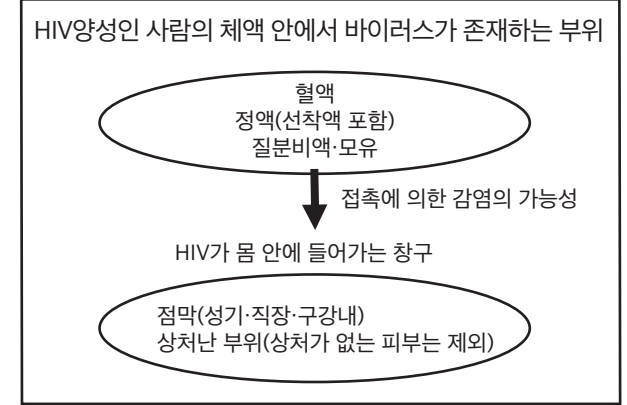 HIV양성인 사람의 체액 안에서 바이러스가 존재하는 부위
혈액
정액(선착액 포함)
질분비액·모유
접촉에 의한 감염의 가능성
HIV가 몸 안에 들어가는 창구
점막(성기·직장·구강내)
상처난 부위(상처가 없는 피부는 제외)